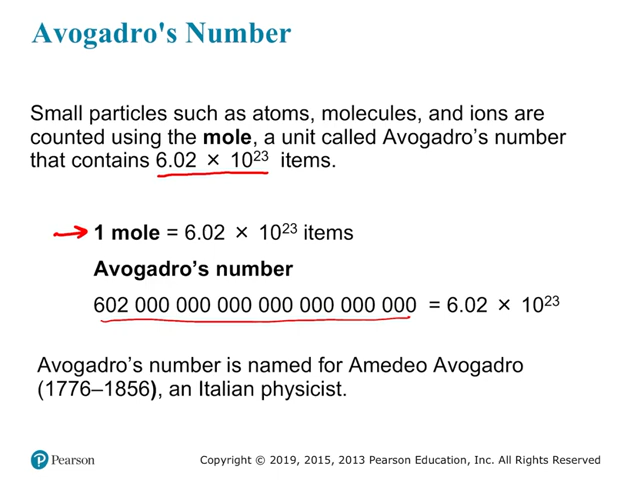 Avogadro's Number
Small particles such as atoms, molecules, and ions are
counted using the mole, a unit called Avogadro’s number
that contains 6.02 × 10²³ items.
1 mole = 6.02 × 10²³ items
Avogadro’s number
602 000 000 000 000 000 000 000 = 6.02 × 10²³
Avogadro’s number is named for Amedeo Avogadro
(1776–1856), an Italian physicist.
Pearson
Copyright © 2019, 2015, 2013 Pearson Education, Inc. All Rights Reserved